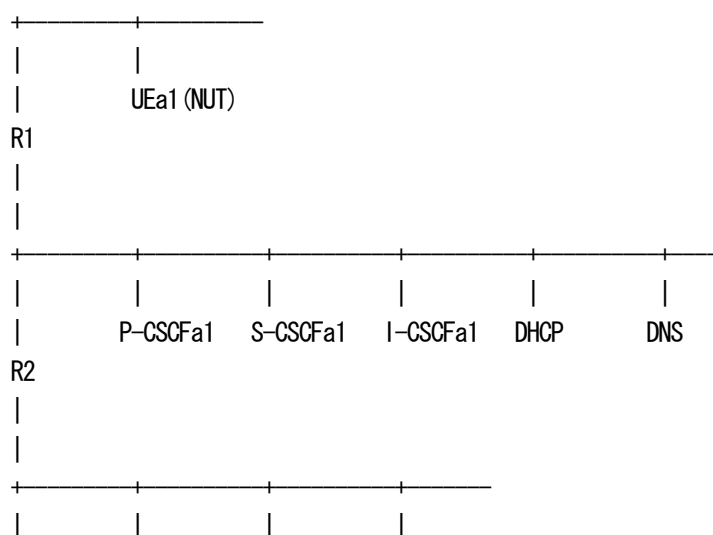 UEa1(NUT)
R1
P-CSCFa1 S-CSCFa1 I-CSCFa1 DHCP DNS
R2